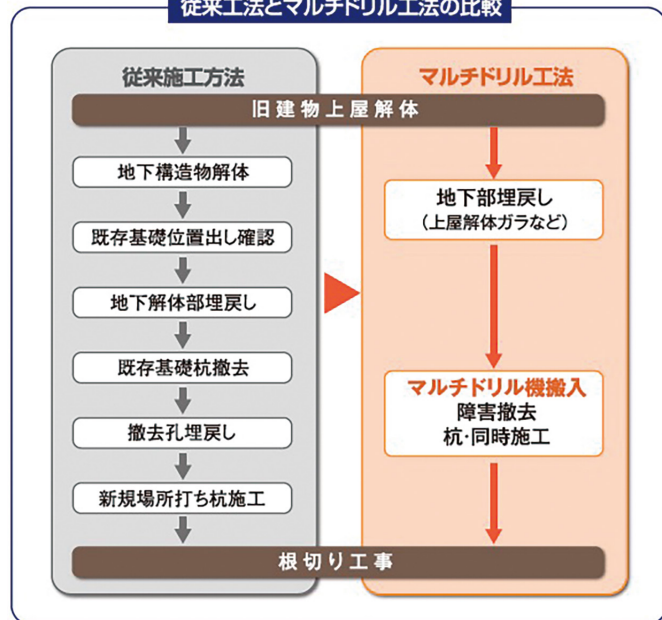 従来工法とマルチドリル工法の比較
従来施工方法
マルチドリル工法
旧建物上屋解体
地下構造物解体
既存基礎位置出し確認
地下解体部埋戻し
既存基礎杭撤去
撤去孔埋戻し
新規場所打ち杭施工
地下部埋戻し
(上屋解体ガラなど)
マルチドリル機搬入
障害撤去
杭・同時施工
根切り工事